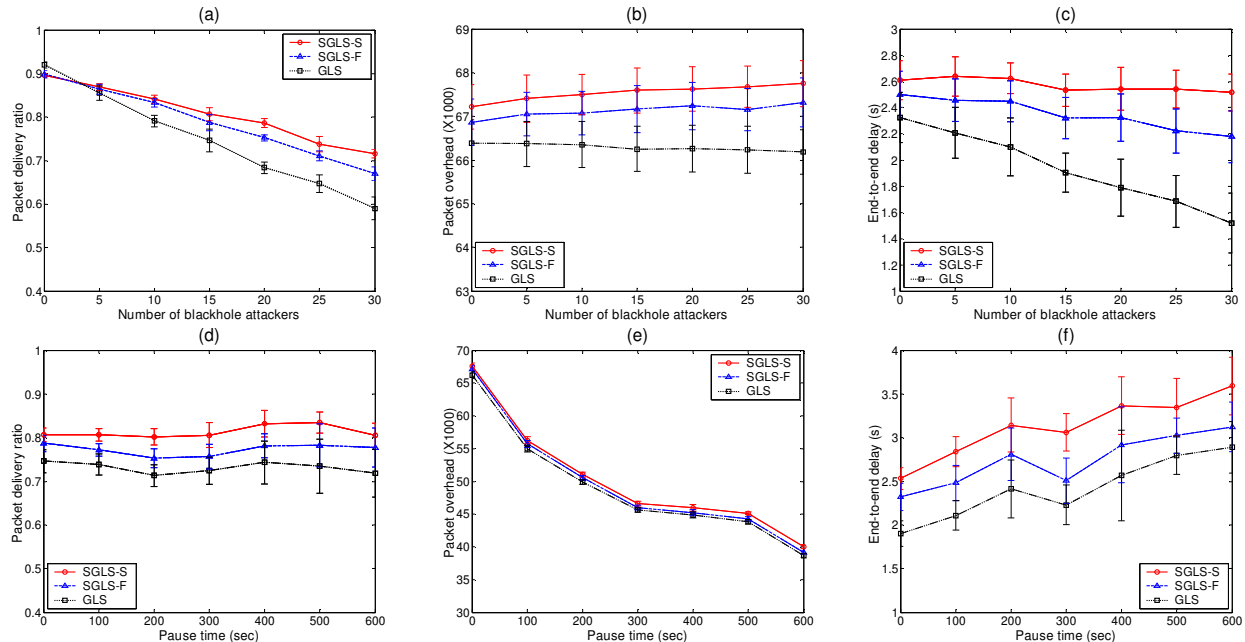 (a)
1
0.9
0.8
0.7
0.6
0.5
0.4
0 5 10 15 20 25 30
Packet delivery ratio
Number of blackhole attackers
SGLS-S
SGLS-F
GLS
(b)
69
68
67
66
65
64
63
0 5 10 15 20 25 30
Packet overhead (X1000)
Number of blackhole attackers
SGLS-S
SGLS-F
GLS
(c)
3
2.8
2.6
2.4
2.2
2
1.8
1.6
1.4
1.2
1
0 5 10 15 20 25 30
End-to-end delay (s)
Number of blackhole attackers
SGLS-S
SGLS-F
GLS
(d)
1
0.9
0.8
0.7
0.6
0.5
0.4
0 100 200 300 400 500 600
Packet delivery ratio
Pause time (sec)
SGLS-S
SGLS-F
GLS
(e)
70
65
60
55
50
45
40
35
30
0 100 200 300 400 500 600
Packet overhead (X1000)
Pause time (sec)
SGLS-S
SGLS-F
GLS
(f)
4
3.5
3
2.5
2
1.5
1
0 100 200 300 400 500 600
End-to-end delay (s)
Pause time (sec)
SGLS-S
SGLS-F
GLS